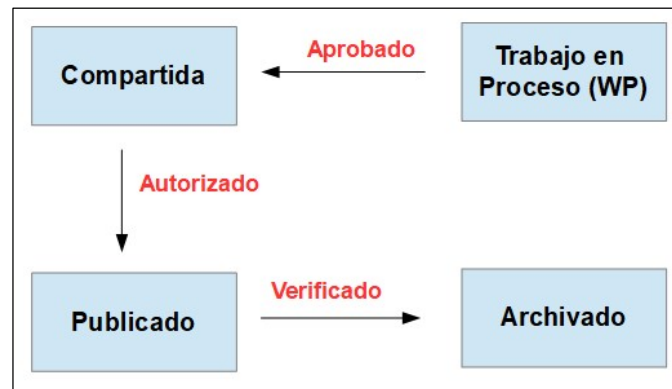 Compartida
Aprobado
Trabajo en
Proceso (WP)
Autorizado
Publicado
Verificado
Archivado